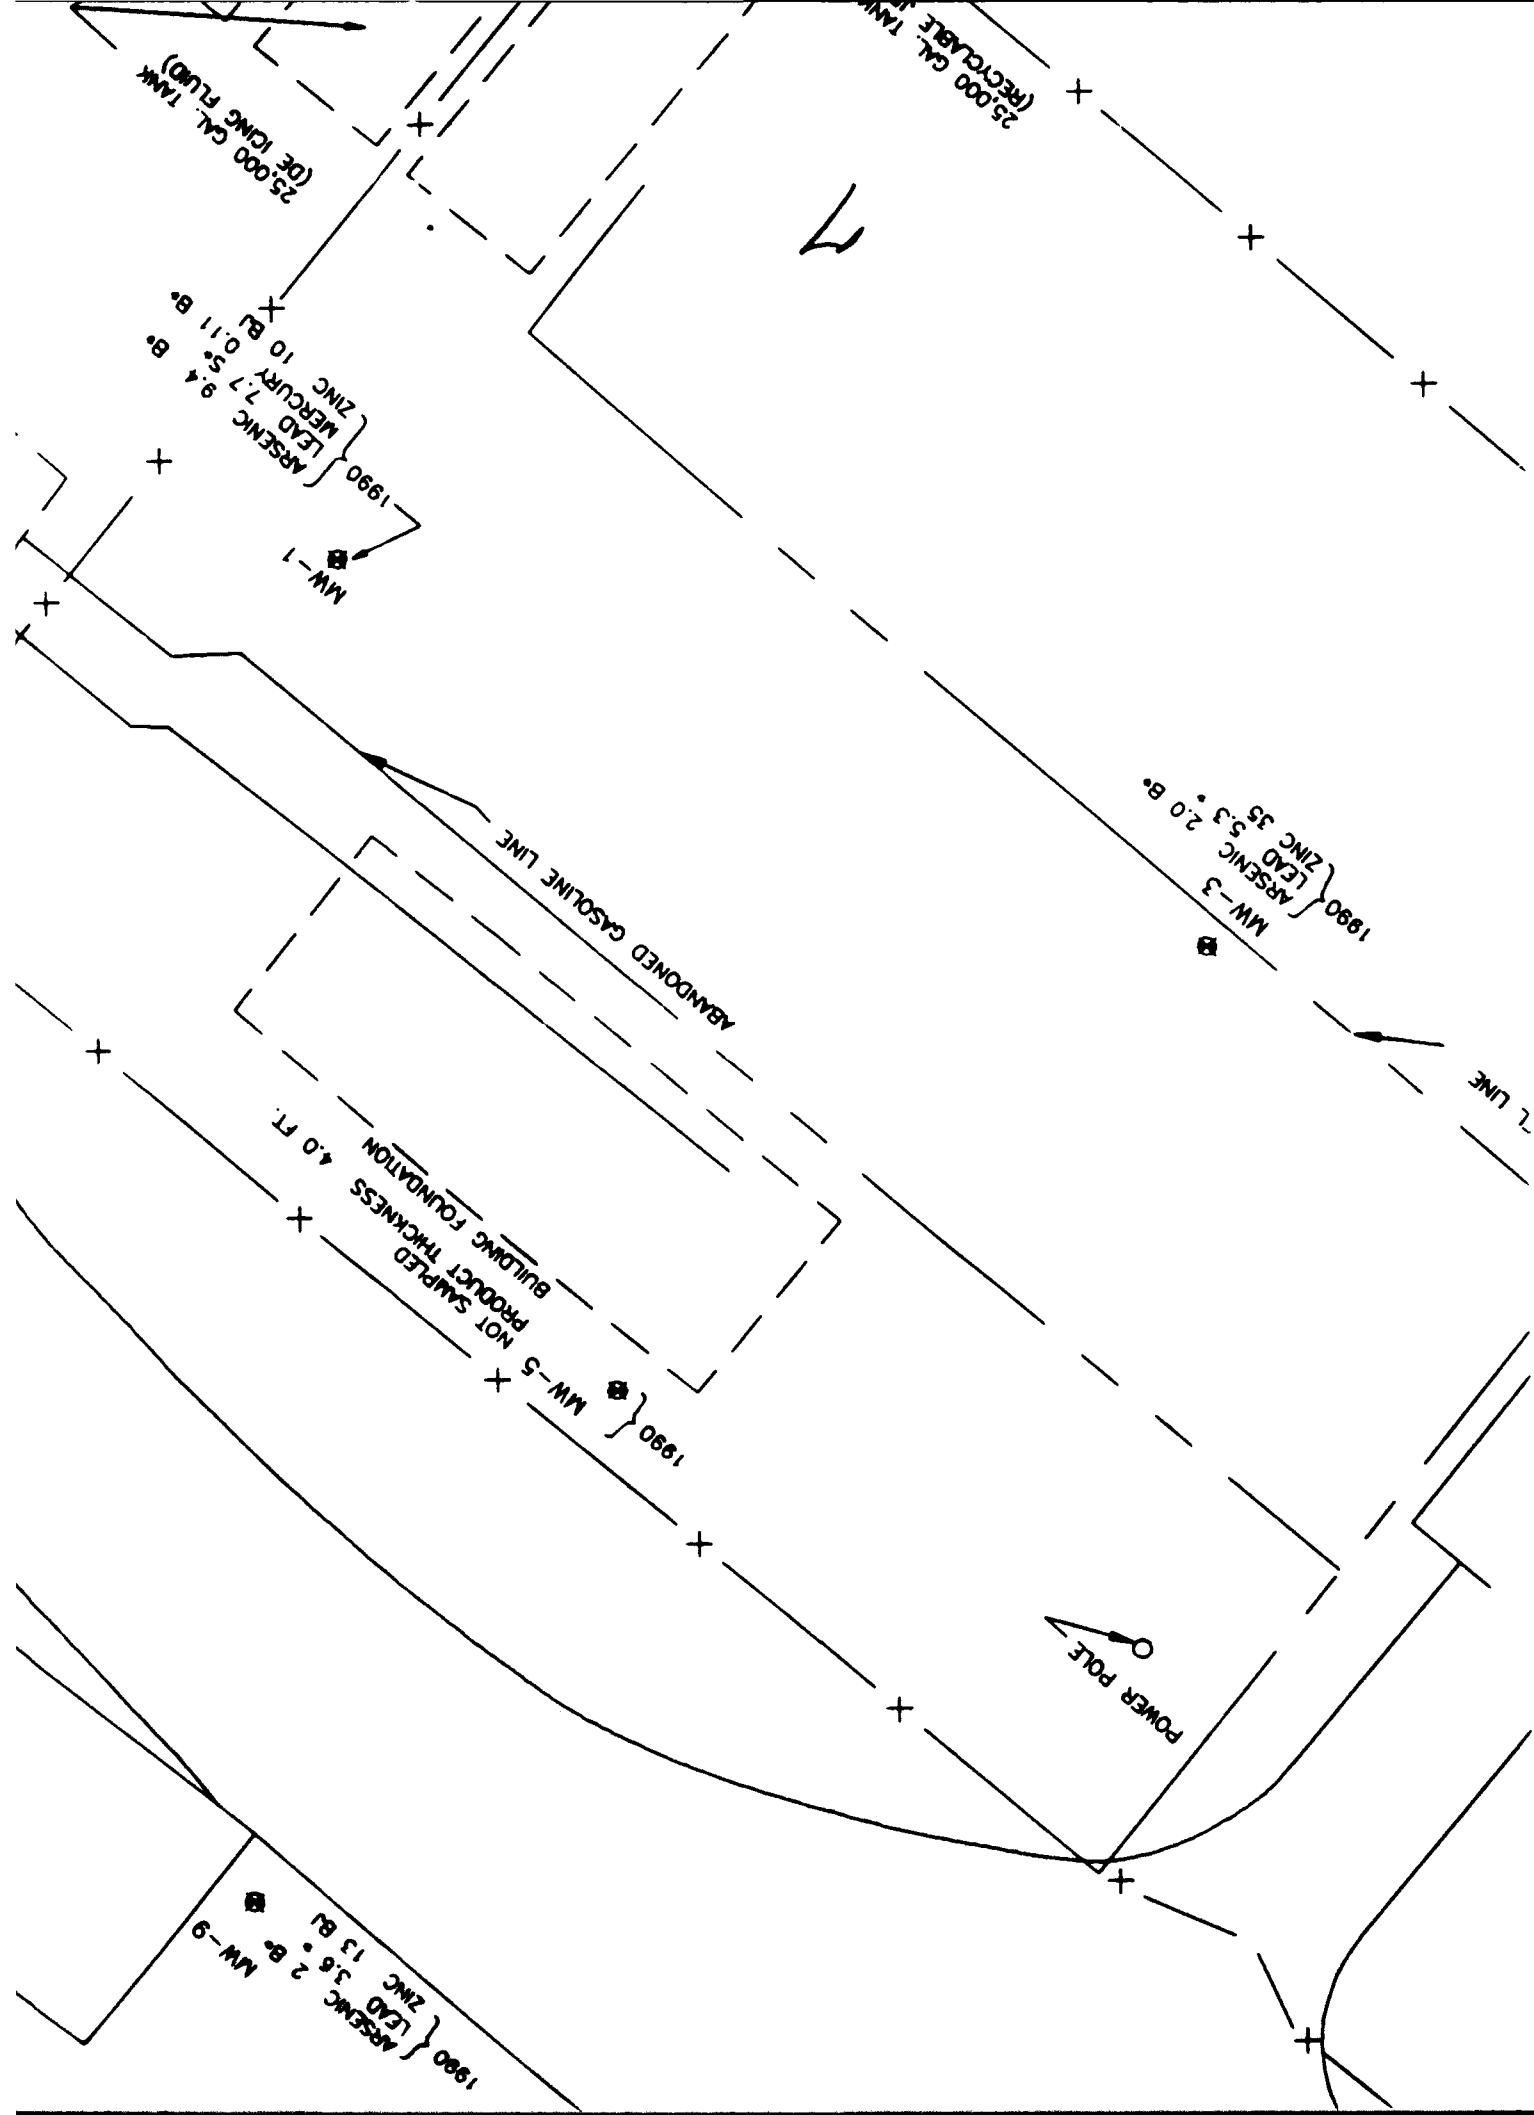 25,000 GAL. TANK
(DE ICING FLUID)
25,000 GAL. TANK
(RECYCLABLE
7
1990
ARSENIC 9.4 B*
LEAD 7.7 S*
MERCURY 0.11 B*
ZINC 10 BJ
MW-1
ABANDONED GASOLINE LINE
MW-3
1990
ARSENIC 2.0 B*
LEAD 5.3 *
ZINC 35
LINE
BUILDING FOUNDATION
1990
MW-5
NOT SAMPLED
PRODUCT THICKNESS 4.0 FT.
POWER POLE
MW-9
1990
ARSENIC 2 B*
LEAD 3.6 *
ZINC 13 BJ